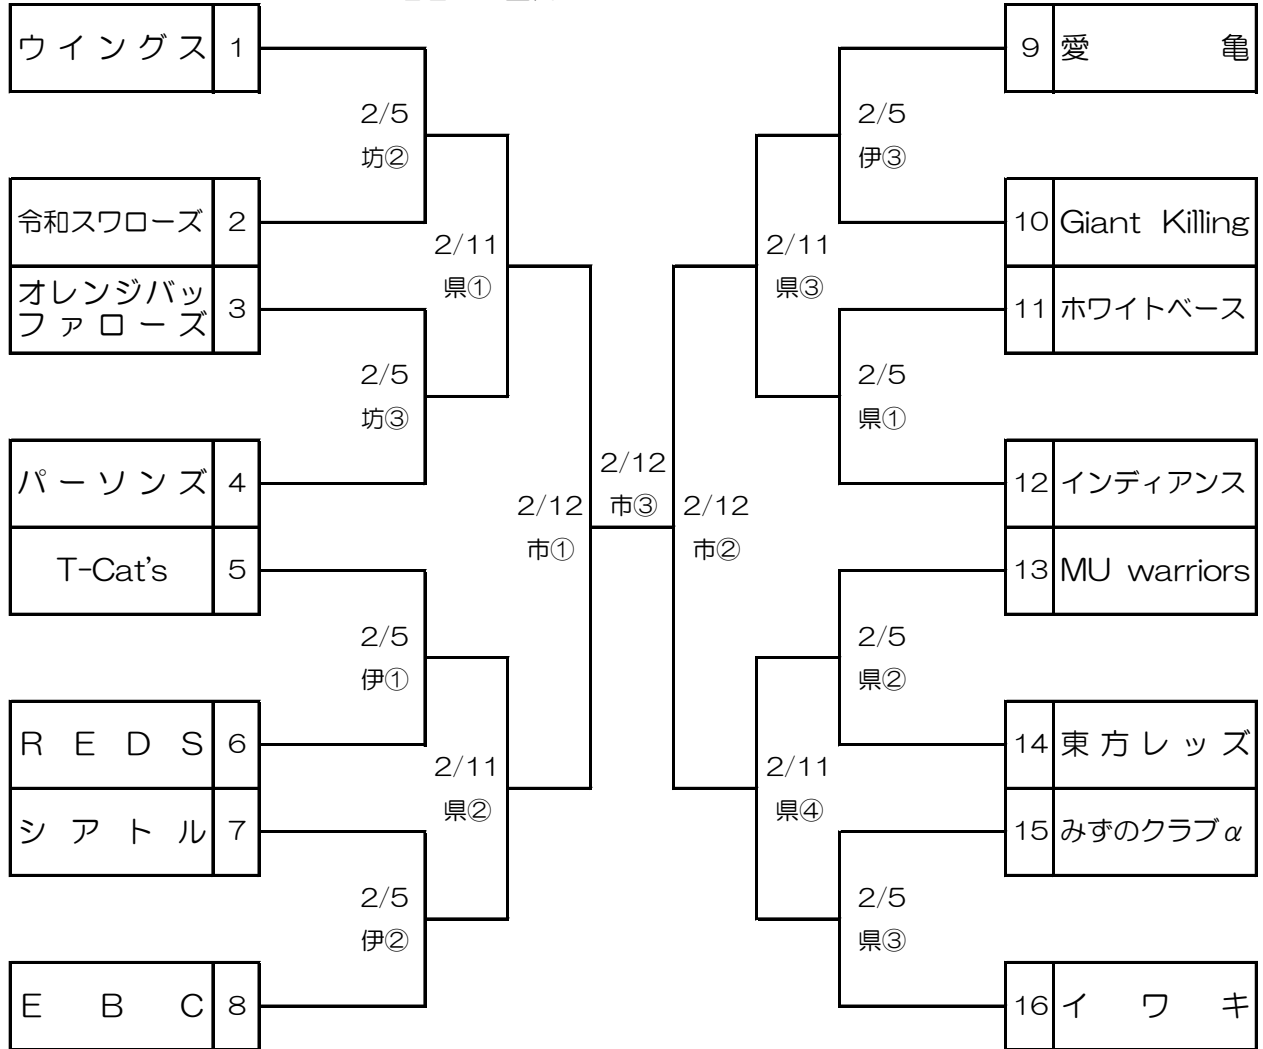 ウイングス 1
2/5
坊②
令和スワローズ 2
2/11
県①
オレンジバッ
ファローズ 3
2/5
坊③
パーソンズ 4
2/12
市①
T-Cat's 5
2/5
伊①
REDS 6
2/11
県②
シアトル 7
2/5
伊②
EBC 8
2/12
市③
2/12
市②
9 愛亀
2/5
伊③
10 Giant Killing
2/11
県③
11 ホワイトベース
2/5
県①
12 インディアンス
13 MU warriors
2/5
県②
14 東方レッズ
2/11
県④
15 みずのクラブα
2/5
県③
16 イワキ